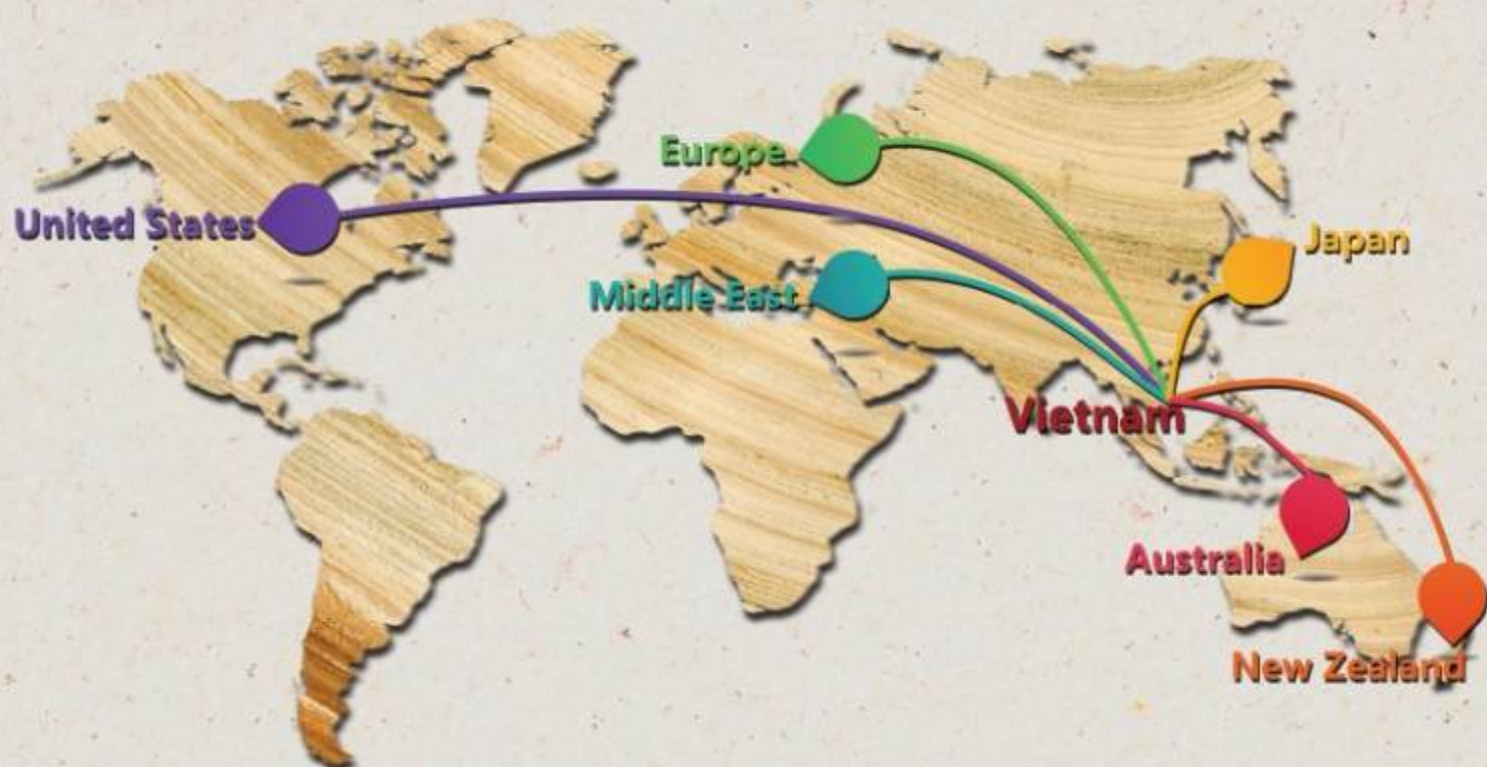 Europe
United States
Japan
Middle East
Vietnam
Australia
New Zealand